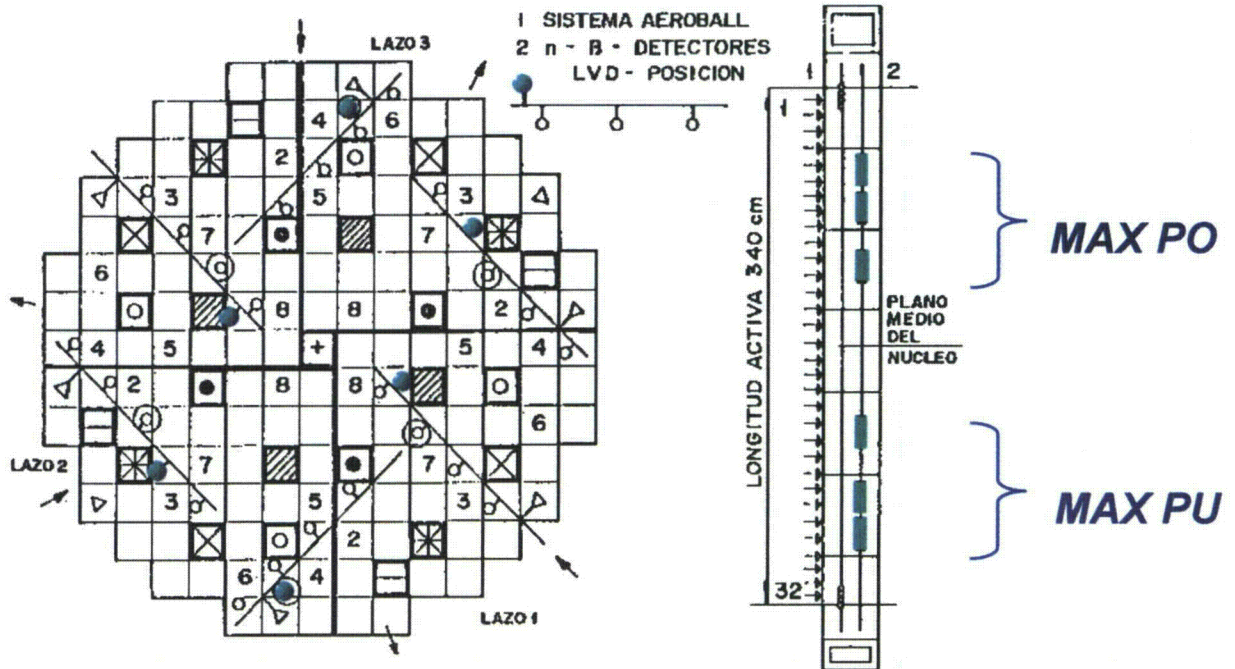 LAZO 3
1 SISTEMA AEROBALL
2 n - B - DETECTORES
LVD - POSICION
1 2
1
4 6
2
3 5 3
7 7
6
8 8 2
4 5 + 5 4
2 8 8
6
7 7
3 5 3
2
6 4
LAZO 2
LAZO 1
LONGITUD ACTIVA 340 cm
32
PLANO
MEDIO
DEL
NUCLEO
MAX PO
MAX PU